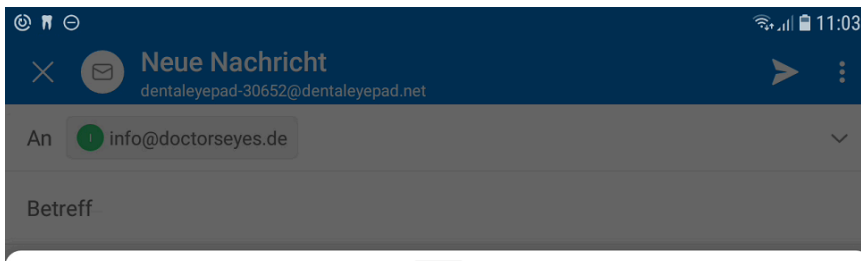 11:03
Neue Nachricht
dentaleyepad-30652@dentaleyepad.net
An info@doctorseyes.de
Betreff